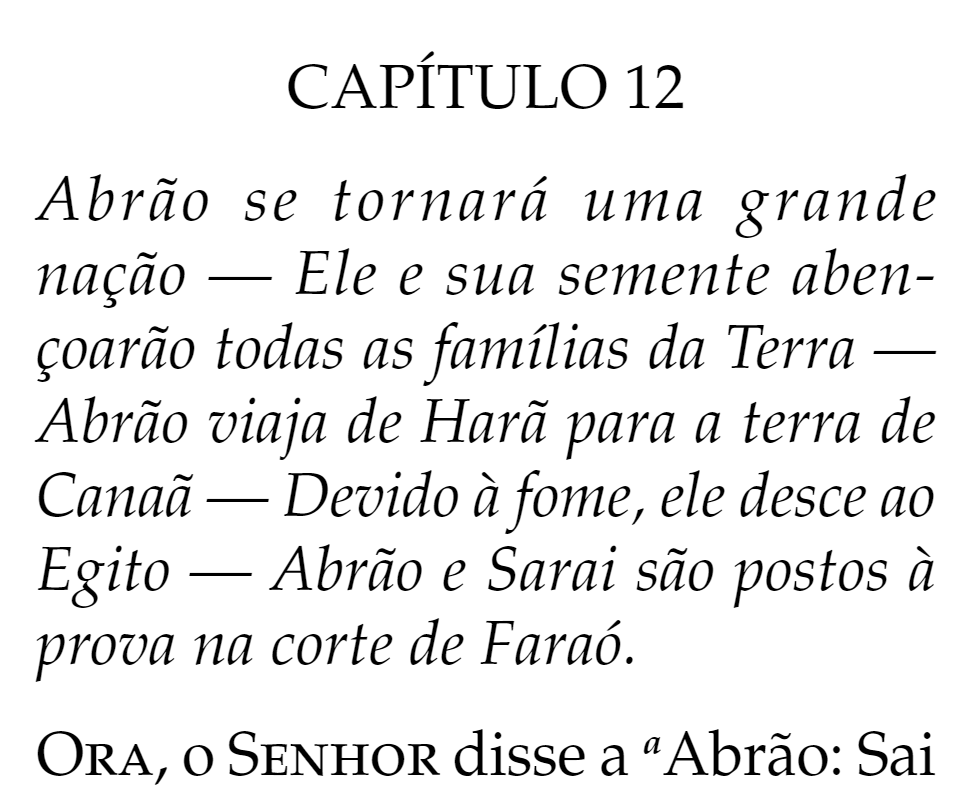 CAPÍTULO 12
Abrão se tornará uma grande
nação — Ele e sua semente aben-
çoarão todas as famílias da Terra —
Abrão viaja de Harã para a terra de
Canaã — Devido à fome, ele desce ao
Egito — Abrão e Sarai são postos à
prova na corte de Faraó.
ORA, o SENHOR disse a ᵃAbrão: Sai